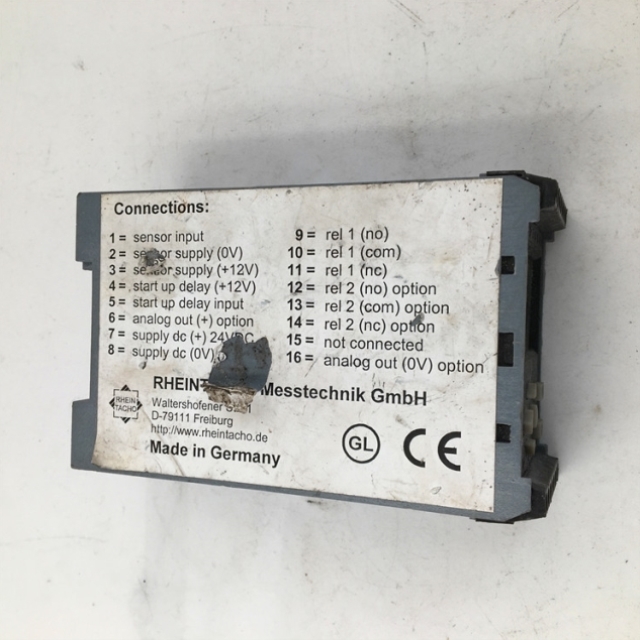 Connections:
1 = sensor input
2 = sensor supply (0V)
3 = sensor supply (+12V)
4 = start up delay (+12V)
5 = start up delay input
6 = analog out (+) option
7 = supply dc (+) 24
8 = supply dc (0V)
9 = rel 1 (no)
10 = rel 1 (com)
11 = rel 1 (nc)
12 = rel 2 (no) option
13 = rel 2 (com) option
14 = rel 2 (nc) option
15 = not connected
16 = analog out (0V) option
RHEIN Messtechnik GmbH
RHEIN
TACHO
Waltershofener
D-79111 Freiburg
http://www.rheintacho.de
Made in Germany
GL
CE